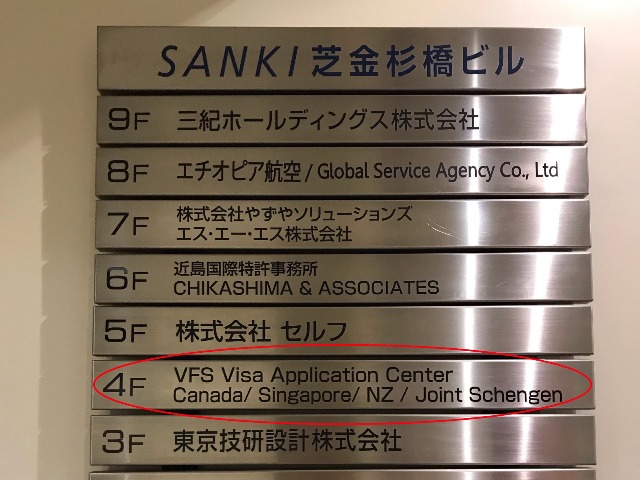 SANKI 芝金杉橋ビル
9F 三紀ホールディングス株式会社
8F エチオピア航空 / Global Service Agency Co., Ltd
7F 株式会社やずやソリューションズ
エス・エー・エス株式会社
6F 近島国際特許事務所
CHIKASHIMA & ASSOCIATES
5F 株式会社 セルフ
4F VFS Visa Application Center
Canada/ Singapore/ NZ / Joint Schengen
3F 東京技研設計株式会社